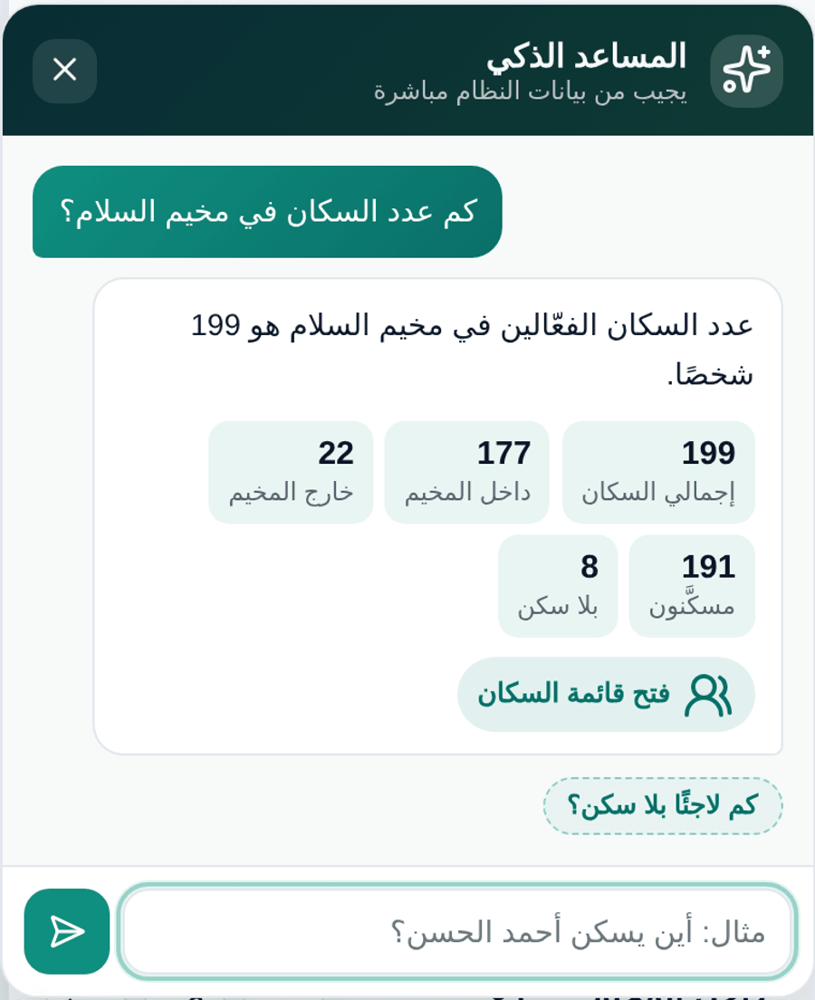 المساعد الذكي
يجيب من بيانات النظام مباشرة
كم عدد السكان في مخيم السلام؟
عدد السكان الفعّالين في مخيم السلام هو 199
شخصًا.
199
إجمالي السكان
177
داخل المخيم
22
خارج المخيم
191
مسكَّنون
8
بلا سكن
فتح قائمة السكان
كم لاجئًا بلا سكن؟
مثال: أين يسكن أحمد الحسن؟